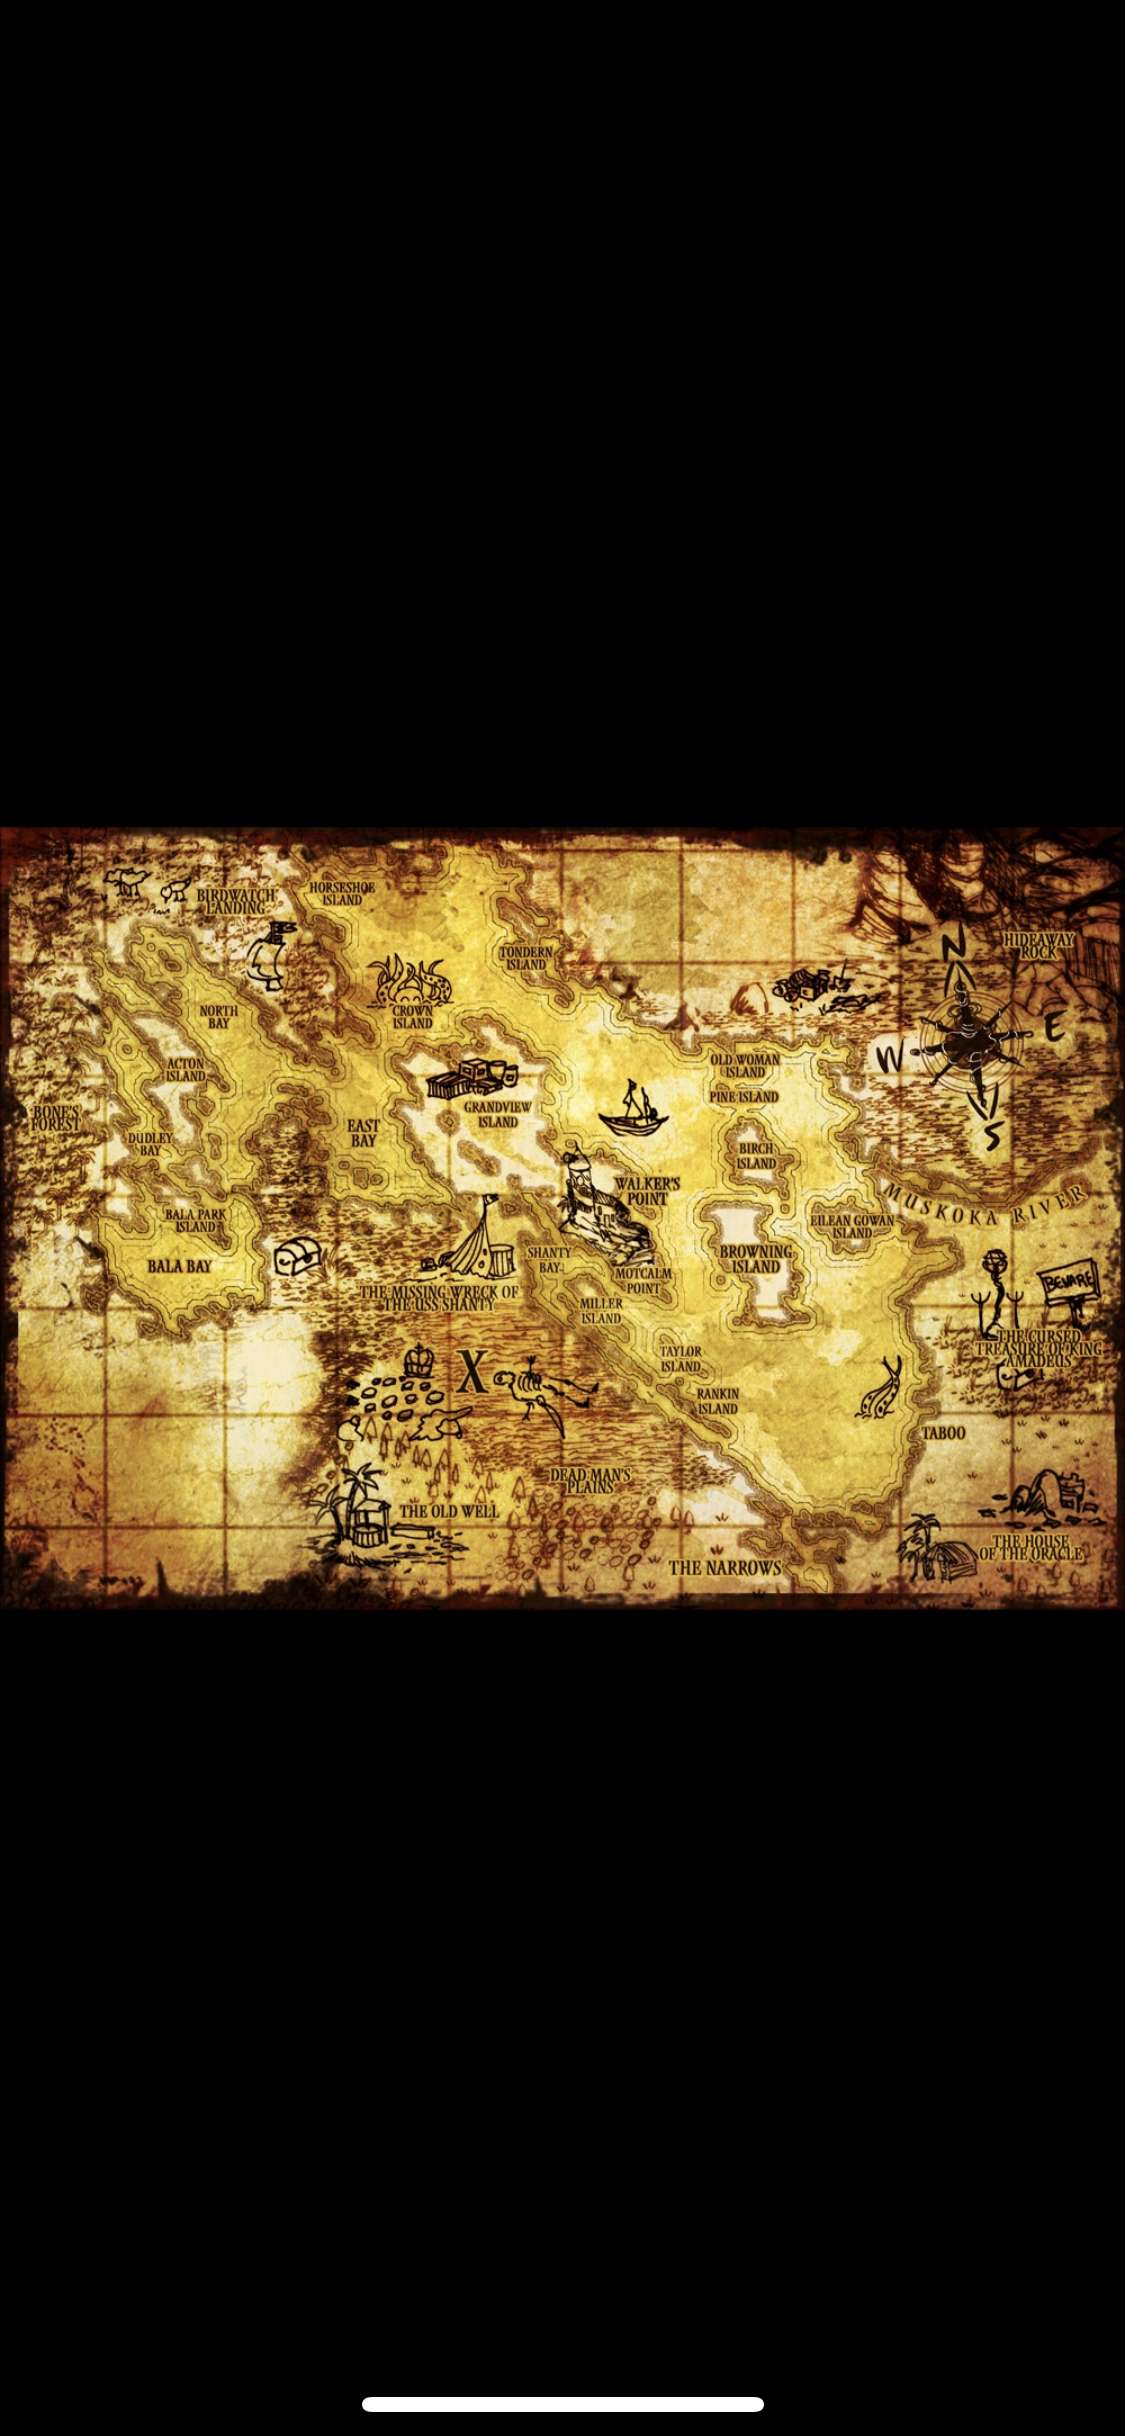 HORSESHOE
ISLAND
BIRDWATCH
LANDING
N
HIDEAWAY
ROCK
TONDERN
ISLAND
NORTH
BAY
CROWN
ISLAND
E
W
OLD WOMAN
ISLAND
ACTON
ISLAND
PINE ISLAND
GRANDVIEW
ISLAND
BONE'S
FOREST
EAST
BAY
S
DUDLEY
BAY
BIRCH
ISLAND
WALKER'S
POINT
MUSKOKA RIVER
BALA PARK
ISLAND
EILEAN GOWAN
ISLAND
BALA BAY
SHANTY
BAY
BROWNING
ISLAND
MOTCALM
POINT
BEWARE
THE MISSING WRECK OF
THE USS SHANTY
MILLER
ISLAND
THE CURSED
TREASURE OF KING
AMADEUS
X
TAYLOR
ISLAND
RANKIN
ISLAND
TABOO
DEAD MAN'S
PLAINS
THE OLD WELL
THE HOUSE
OF THE ORACLE
THE NARROWS